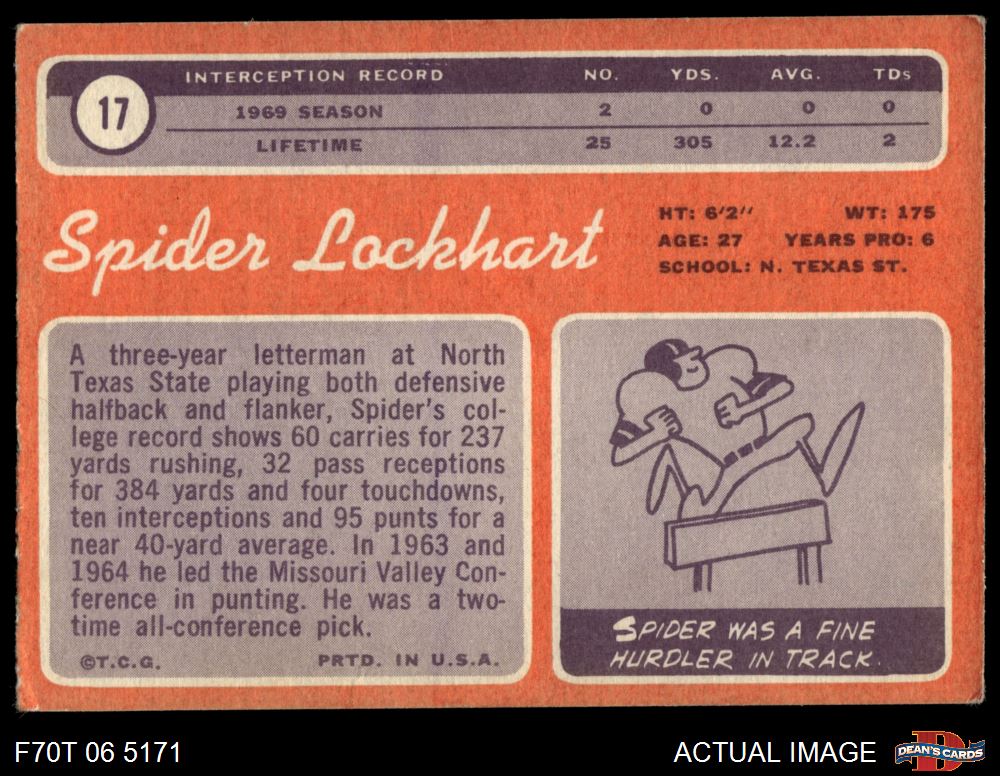 INTERCEPTION RECORD NO. YDS. AVG. TDs
17
1969 SEASON 2 0 0 0
LIFETIME 25 305 12.2 2
Spider Lockhart
HT: 6'2'' WT: 175
AGE: 27 YEARS PRO: 6
SCHOOL: N. TEXAS ST.
A three-year letterman at North
Texas State playing both defensive
halfback and flanker, Spider's col-
lege record shows 60 carries for 237
yards rushing, 32 pass receptions
for 384 yards and four touchdowns,
ten interceptions and 95 punts for a
near 40-yard average. In 1963 and
1964 he led the Missouri Valley Con-
ference in punting. He was a two-
time all-conference pick.
©T.C.G. PRTD. IN U.S.A.
SPIDER WAS A FINE
HURDLER IN TRACK.
F70T 06 5171
ACTUAL IMAGE
D
DEAN'S CARDS